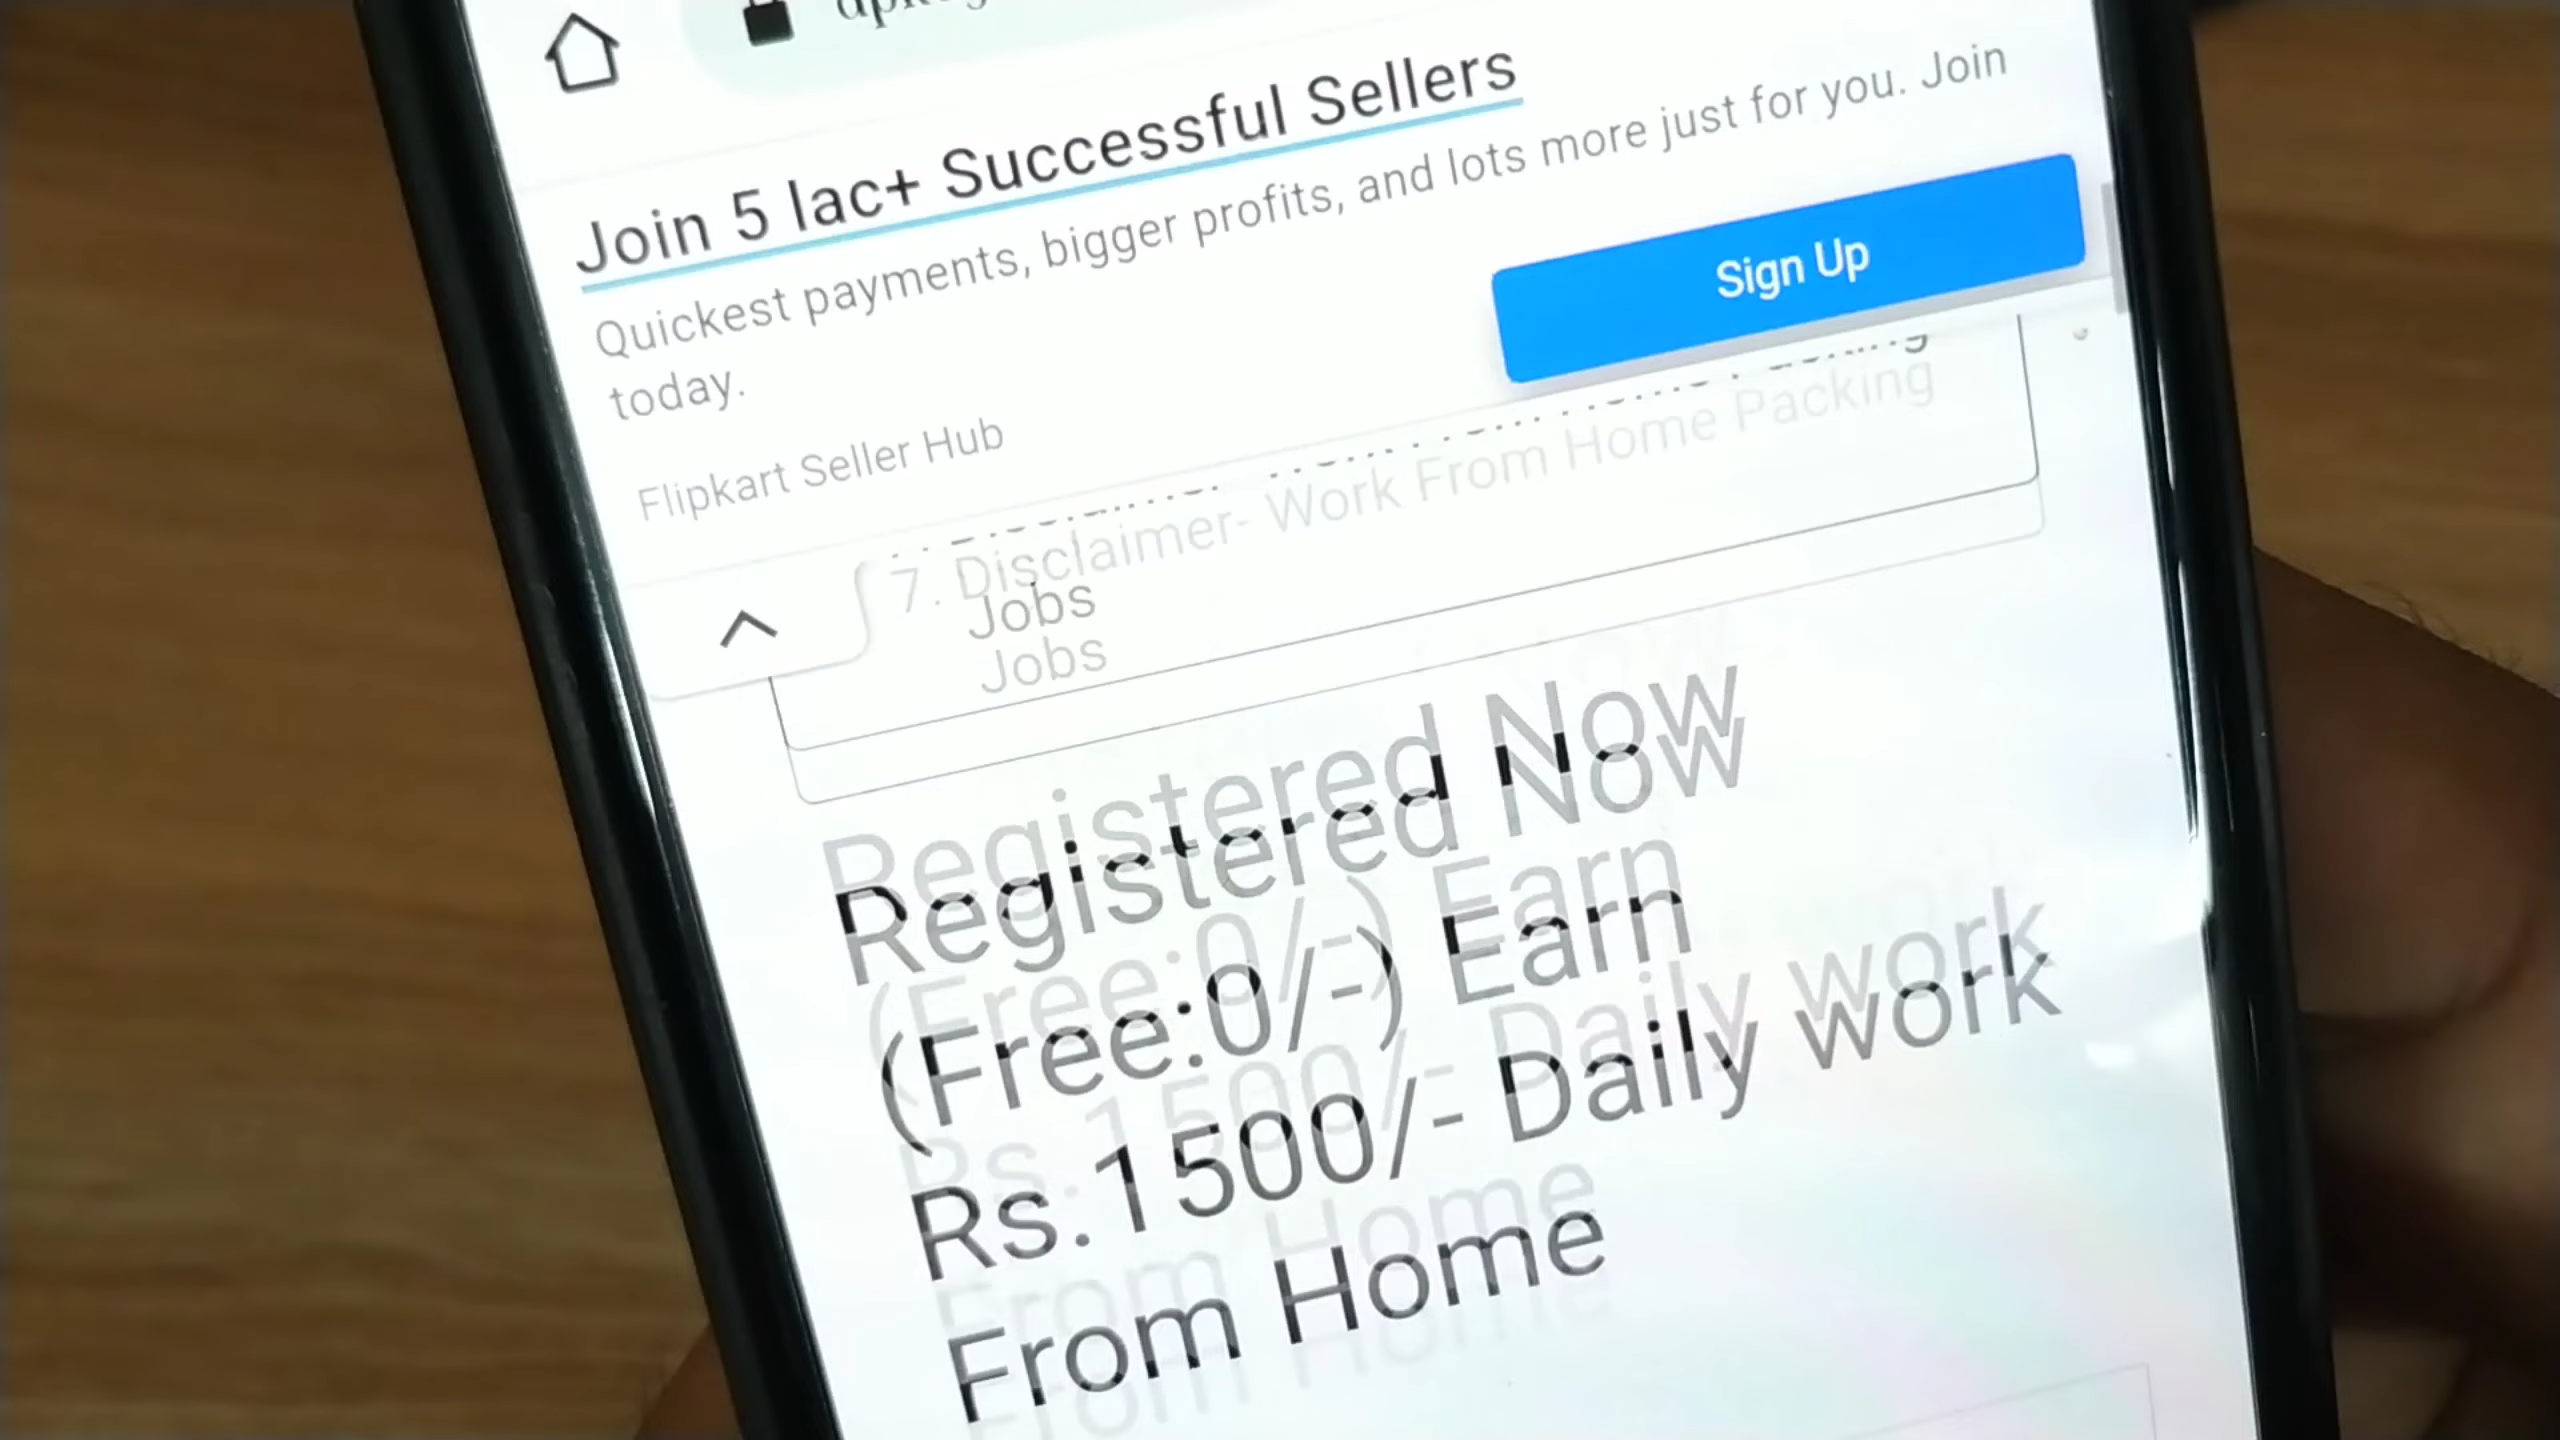 Join 5 lac+ Successful Sellers
Quickest payments, bigger profits, and lots more just for you. Join
today.
Sign Up
Flipkart Seller Hub
7. Disclaimer- Work From Home Packing
Jobs
Registered Now
(Free:0/-) Earn
Rs.1500/- Daily work
From Home